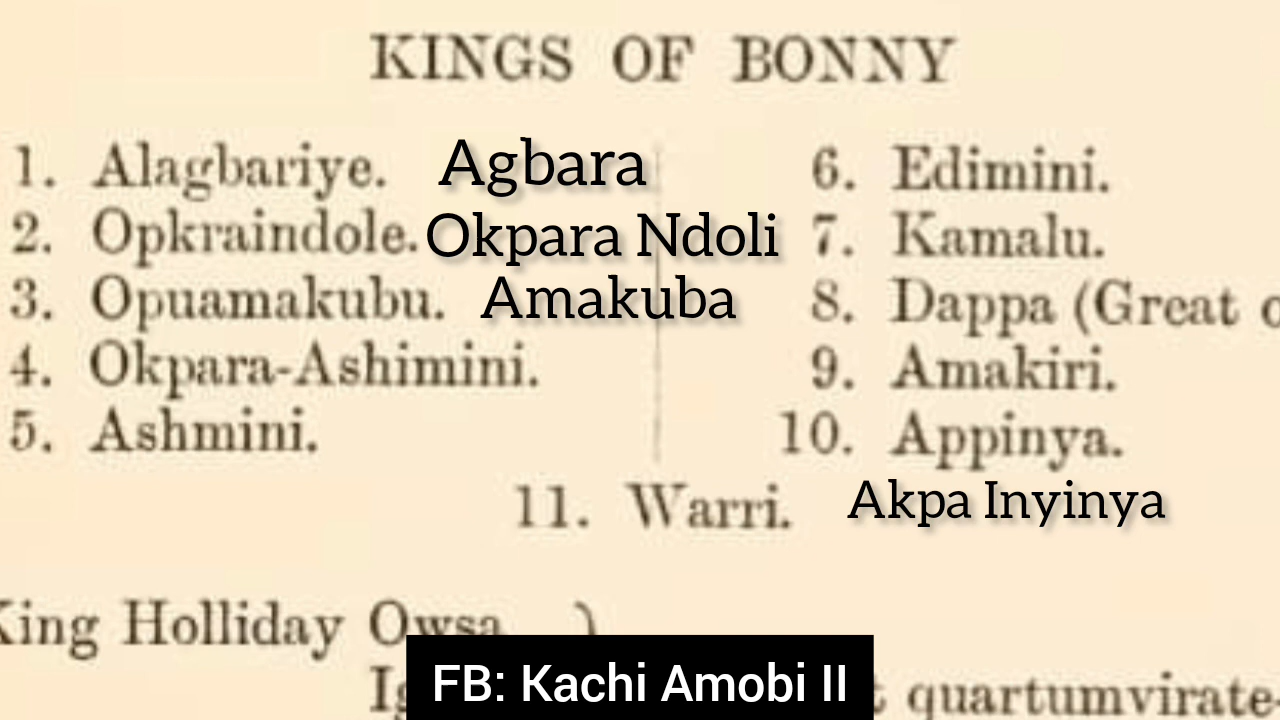 KINGS OF BONNY
1. Alagbariye. Agbara
2. Opkraindole. Okpara Ndoli
3. Opuamakubu. Amakuba
4. Okpara-Ashimini.
5. Ashmini.
6. Edimini.
7. Kamalu.
8. Dappa (Great
9. Amakiri.
10. Appinya.
11. Warri. Akpa Inyinya
King Holliday Owsa
quartumvirate
FB: Kachi Amobi II